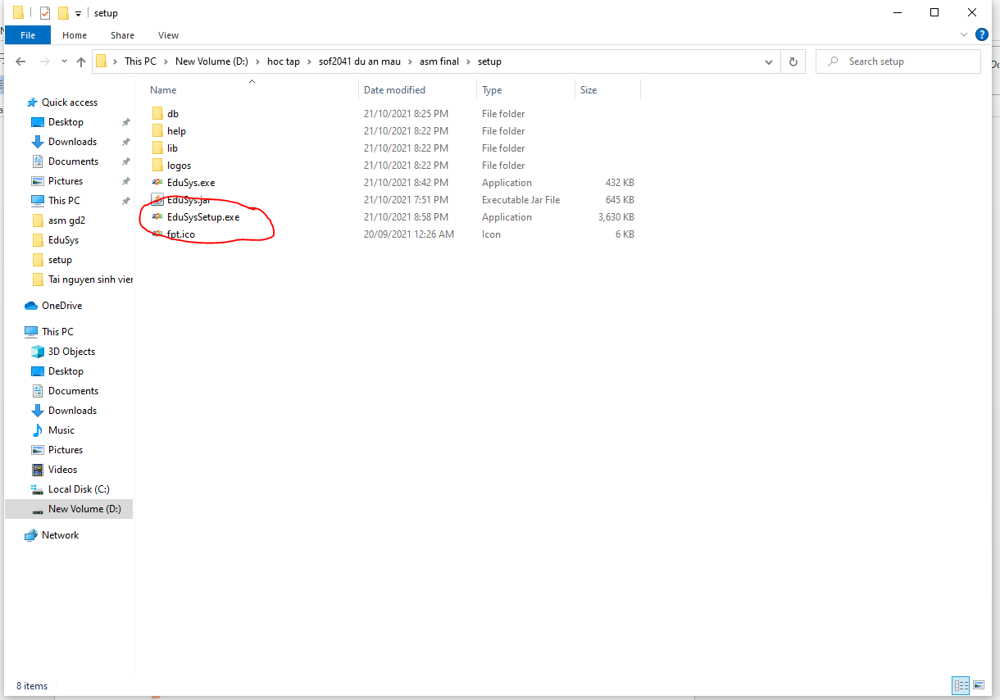 setup
File Home Share View
This PC New Volume (D:) hoc tap sof2041 du an mau asm final setup Search setup
Name Date modified Type Size
db 21/10/2021 8:25 PM File folder
help 21/10/2021 8:22 PM File folder
lib 21/10/2021 8:22 PM File folder
logos 21/10/2021 8:22 PM File folder
EduSys.exe 21/10/2021 8:42 PM Application 432 KB
EduSys.jar 21/10/2021 7:51 PM Executable Jar File 645 KB
EduSysSetup.exe 21/10/2021 8:58 PM Application 3,630 KB
fpt.ico 20/09/2021 12:26 AM Icon 6 KB
Quick access
Desktop
Downloads
Documents
Pictures
This PC
asm gd2
EduSys
setup
Tai nguyen sinh vier
OneDrive
This PC
3D Objects
Desktop
Documents
Downloads
Music
Pictures
Videos
Local Disk (C:)
New Volume (D:)
Network
8 items